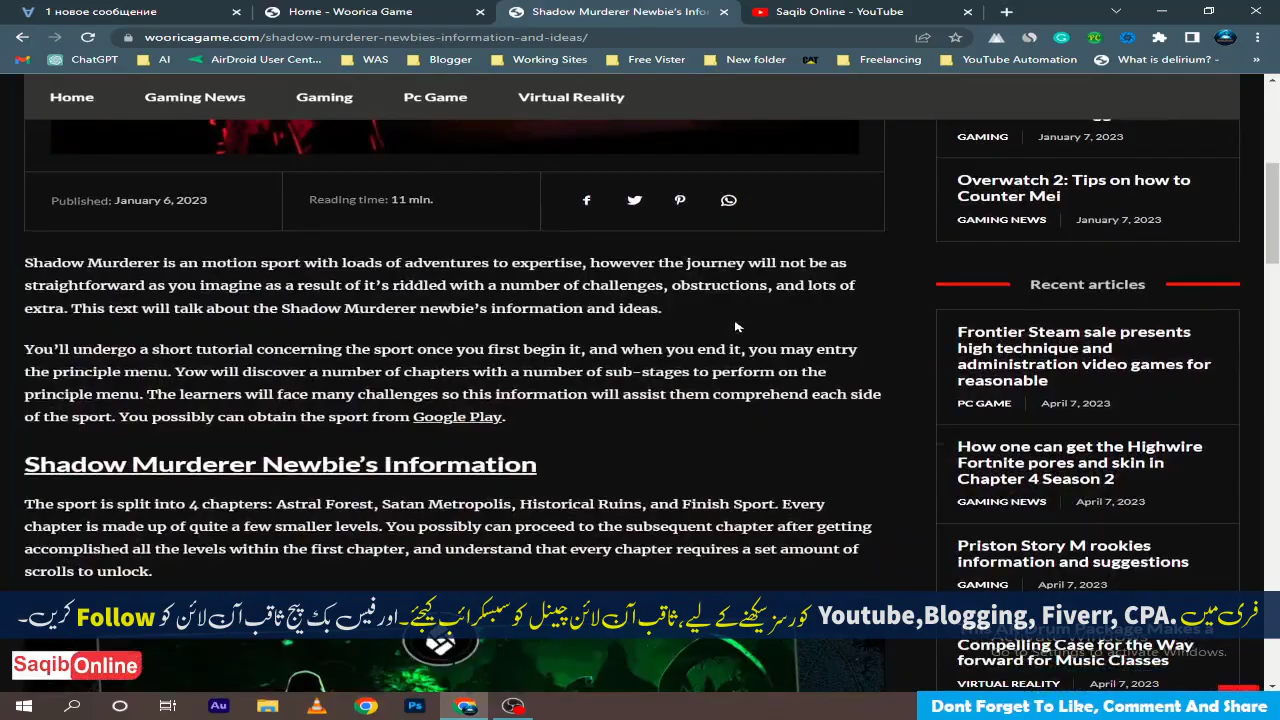 1 новое сообщение
Home - Woorica Game
Shadow Murderer Newbie's Info
Saqib Online - YouTube
wooricagame.com/shadow-murderer-newbies-information-and-ideas/
ChatGPT
AI
AirDroid User Cent...
WAS
Blogger
Working Sites
Free Vister
New folder
CAT
Freelancing
YouTube Automation
What is delirium? -
Home
Gaming News
Gaming
Pc Game
Virtual Reality
Published: January 6, 2023
Reading time: 11 min.
Shadow Murderer is an motion sport with loads of adventures to expertise, however the journey will not be as
straightforward as you imagine as a result of it's riddled with a number of challenges, obstructions, and lots of
extra. This text will talk about the Shadow Murderer newbie's information and ideas.
You'll undergo a short tutorial concerning the sport once you first begin it, and when you end it, you may entry
the principle menu. Yow will discover a number of chapters with a number of sub-stages to perform on the
principle menu. The learners will face many challenges so this information will assist them comprehend each side
of the sport. You possibly can obtain the sport from Google Play.
Shadow Murderer Newbie's Information
The sport is split into 4 chapters: Astral Forest, Satan Metropolis, Historical Ruins, and Finish Sport. Every
chapter is made up of quite a few smaller levels. You possibly can proceed to the subsequent chapter after getting
accomplished all the levels within the first chapter, and understand that every chapter requires a set amount of
scrolls to unlock.
GAMING
January 7, 2023
Overwatch 2: Tips on how to
Counter Mei
GAMING NEWS
January 7, 2023
Recent articles
Frontier Steam sale presents
high technique and
administration video games for
reasonable
PC GAME
April 7, 2023
How one can get the Highwire
Fortnite pores and skin in
Chapter 4 Season 2
GAMING NEWS
April 7, 2023
Priston Story M rookies
information and suggestions
GAMING
April 7, 2023
Compelling Case for the Way
forward for Music Classes
VIRTUAL REALITY
April 7, 2023
Go to Settings to activate Windows.
فری میں Youtube,Blogging, Fiverr, CPA. کورسز سیکھنے کے لیے، ثاقب آن لائن چینل کو سبسکرائب کیجئے۔ اور فیس بک پیج ثاقب آن لائن کو Follow کریں۔
Saqib Online
Au
Ps
Dont Forget To Like, Comment And Share